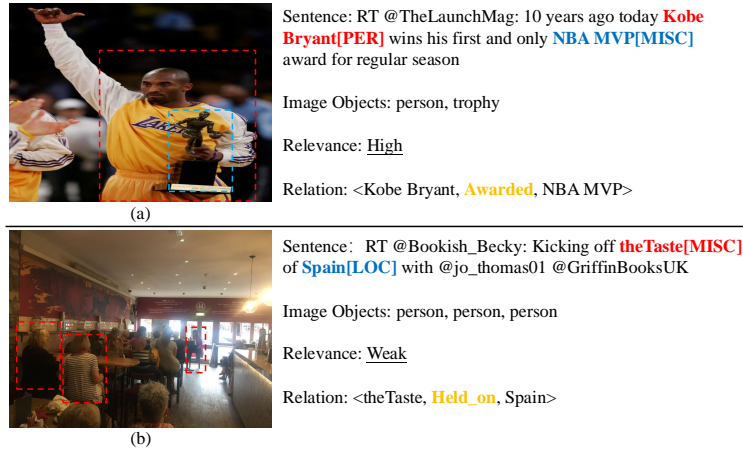 Sentence: RT @TheLaunchMag: 10 years ago today Kobe
Bryant[PER] wins his first and only NBA MVP[MISC]
award for regular season
Image Objects: person, trophy
Relevance: High
Relation: <Kobe Bryant, Awarded, NBA MVP>
LAKERS
(a)
Sentence： RT @Bookish_Becky: Kicking off theTaste[MISC]
of Spain[LOC] with @jo_thomas01 @GriffinBooksUK
Image Objects: person, person, person
Relevance: Weak
Relation: <theTaste, Held_on, Spain>
(b)